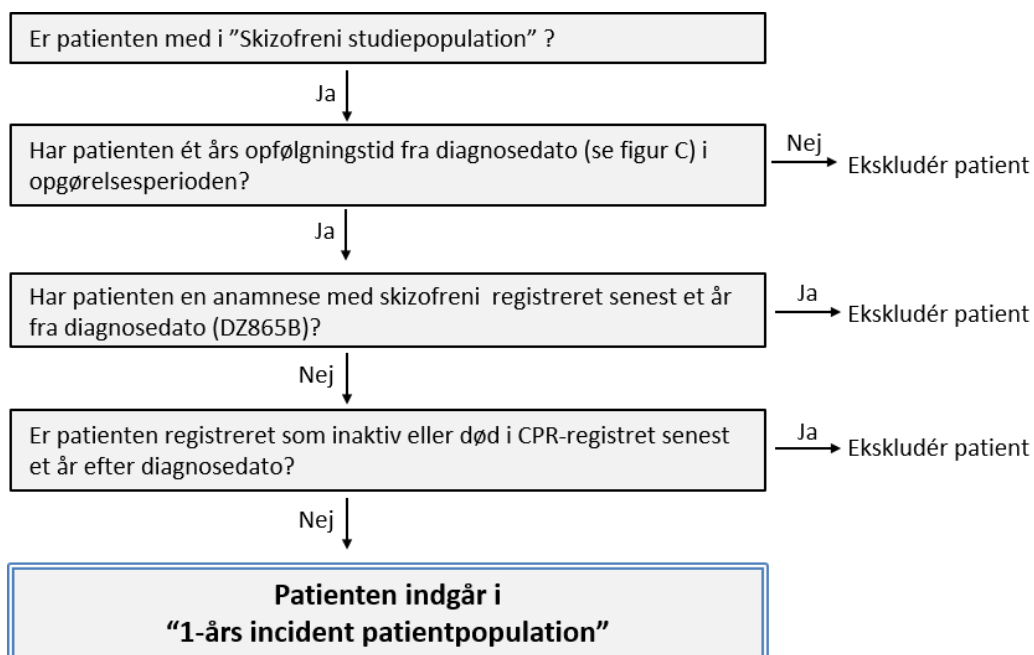 Er patienten med i ”Skizofreni studiepopulation” ?
Ja
Har patienten ét års opfølgningstid fra diagnosedato (se figur C) i
opgørelsesperioden?
Nej
Ekskludér patient
Ja
Har patienten en anamnese med skizofreni registreret senest et år
fra diagnosedato (DZ865B)?
Ja
Ekskludér patient
Nej
Er patienten registreret som inaktiv eller død i CPR-registret senest
et år efter diagnosedato?
Ja
Ekskludér patient
Nej
Patienten indgår i
“1-års incident patientpopulation”